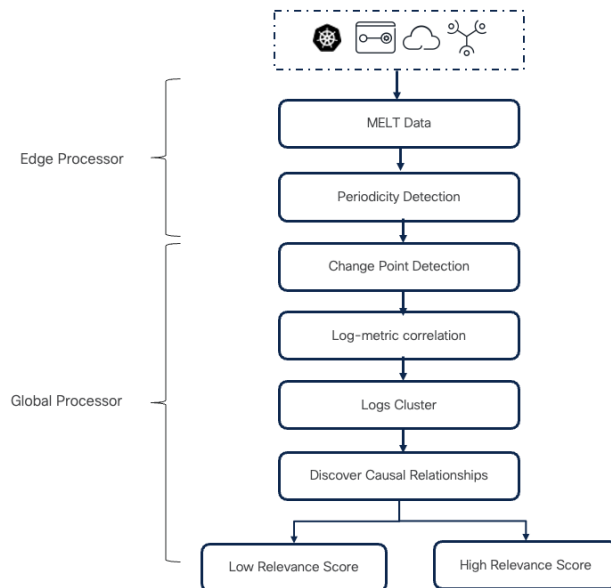 MELT Data
Edge Processor
Periodicity Detection
Change Point Detection
Log-metric correlation
Global Processor
Logs Cluster
Discover Causal Relationships
Low Relevance Score
High Relevance Score